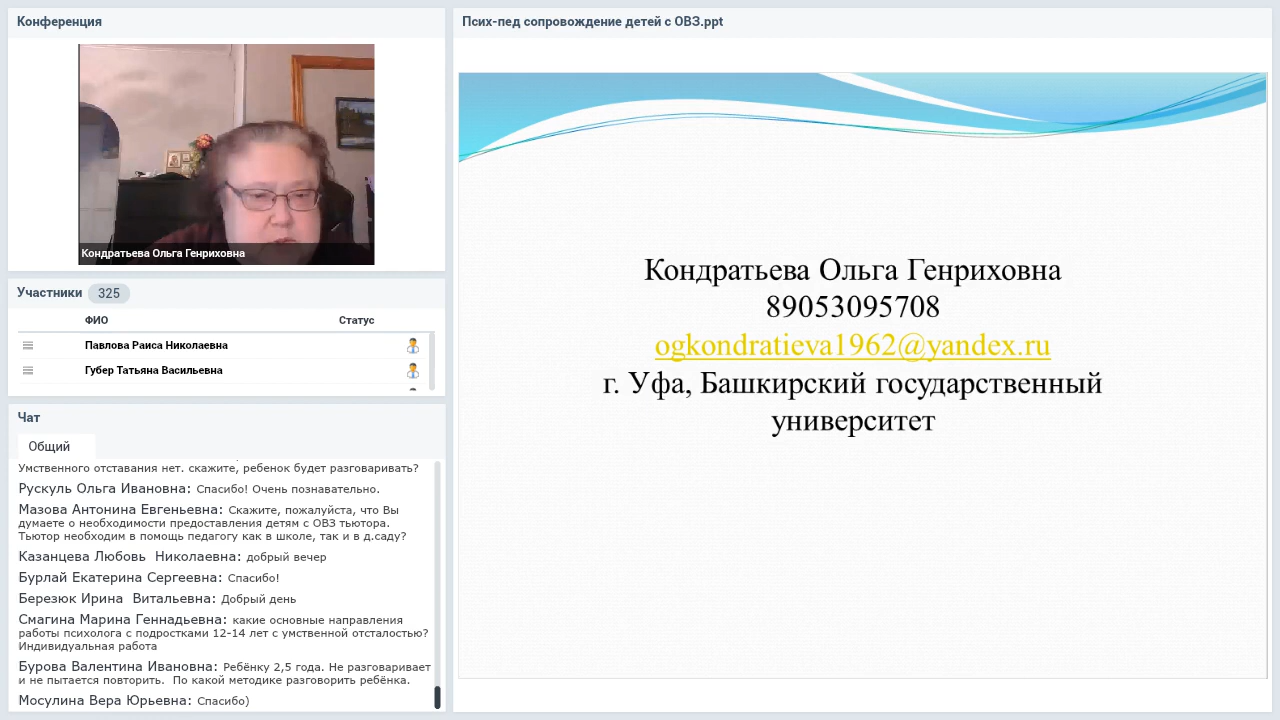 Конференция
Кондратьева Ольга Генриховна
Участники 325
ФИО Статус
Павлова Раиса Николаевна
Губер Татьяна Васильевна
Чат
Общий
Умственного отставания нет. скажите, ребенок будет разговаривать?
Рускуль Ольга Ивановна: Спасибо! Очень познавательно.
Мазова Антонина Евгеньевна: Скажите, пожалуйста, что Вы
думаете о необходимости предоставления детям с ОВЗ тьютора.
Тьютор необходим в помощь педагогу как в школе, так и в д.саду?
Казанцева Любовь Николаевна: добрый вечер
Бурлай Екатерина Сергеевна: Спасибо!
Березюк Ирина Витальевна: Добрый день
Смагина Марина Геннадьевна: какие основные направления
работы психолога с подростками 12-14 лет с умственной отсталостью?
Индивидуальная работа
Бурова Валентина Ивановна: Ребёнку 2,5 года. Не разговаривает
и не пытается повторить. По какой методике разговорить ребёнка.
Мосулина Вера Юрьевна: Спасибо)
Псих-пед сопровождение детей с ОВЗ.ppt
Кондратьева Ольга Генриховна
89053095708
ogkondratieva1962@yandex.ru
г. Уфа, Башкирский государственный
университет